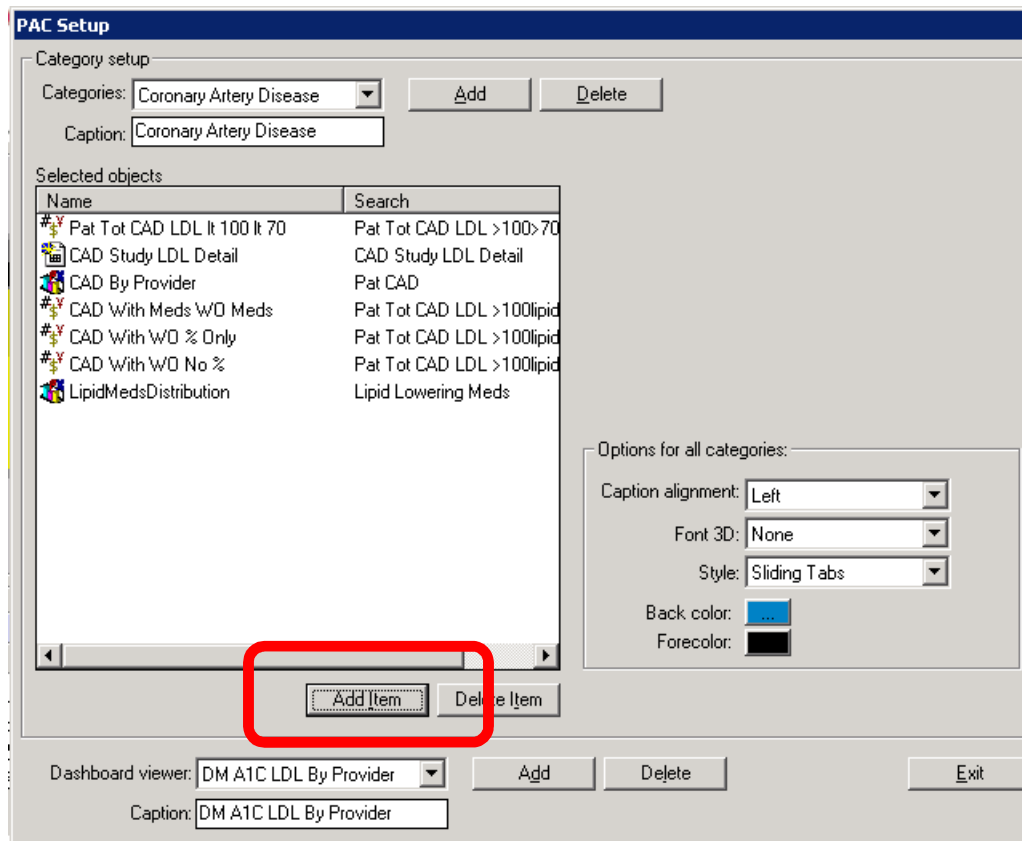 PAC Setup
Category setup
Categories: Coronary Artery Disease Add Delete
Caption: Coronary Artery Disease
Selected objects
Name Search
Pat Tot CAD LDL lt 100 lt 70 Pat Tot CAD LDL >100>70
CAD Study LDL Detail CAD Study LDL Detail
CAD By Provider Pat CAD
CAD With Meds WO Meds Pat Tot CAD LDL >100lipid
CAD With WO % Only Pat Tot CAD LDL >100lipid
CAD With WO No % Pat Tot CAD LDL >100lipid
LipidMedsDistribution Lipid Lowering Meds
Options for all categories:
Caption alignment: Left
Font 3D: None
Style: Sliding Tabs
Back color: ...
Forecolor:
Add Item Delete Item
Dashboard viewer: DM A1C LDL By Provider Add Delete Exit
Caption: DM A1C LDL By Provider